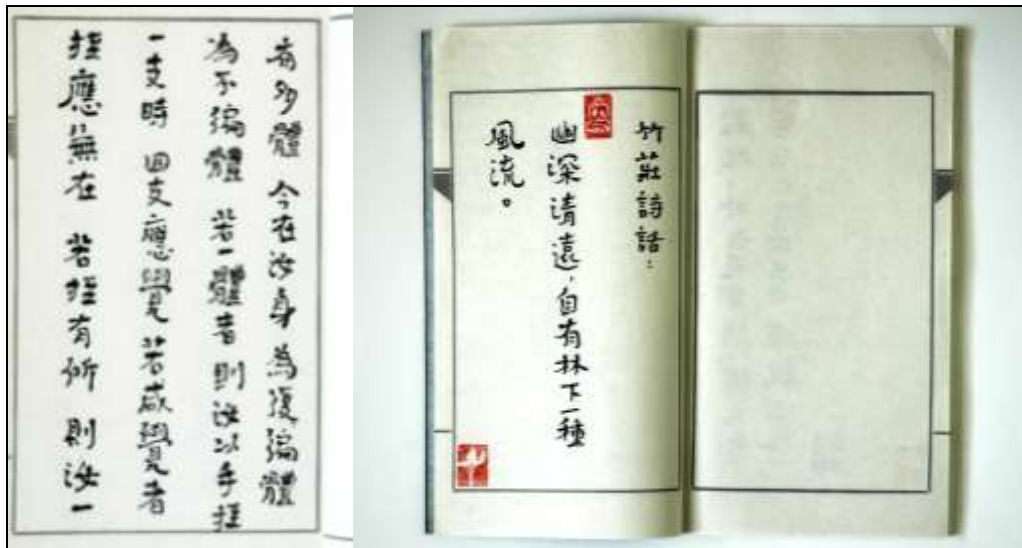 有多體 今在汝身 為復徧體
為不徧體 若一體者 則汝以手挃
一支時 四支應覺 若咸覺者
挃應無在 若挃有所 則汝一
竹莊詩話：
幽深清遠，自有林下一種
風流。